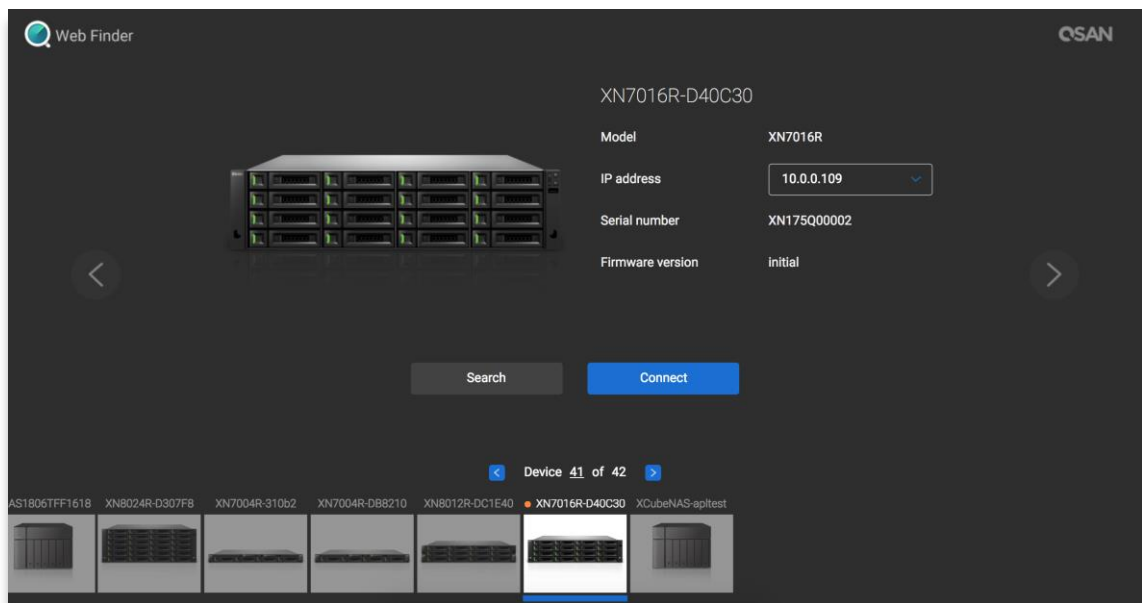 Web Finder
QSAN
XN7016R-D40C30
Model XN7016R
IP address 10.0.0.109
Serial number XN175Q00002
Firmware version initial
Search Connect
Device 41 of 42
AS1806TFF1618 XN8024R-D307F8 XN7004R-310b2 XN7004R-DB8210 XN8012R-DC1E40 XN7016R-D40C30 XCubeNAS-apltest